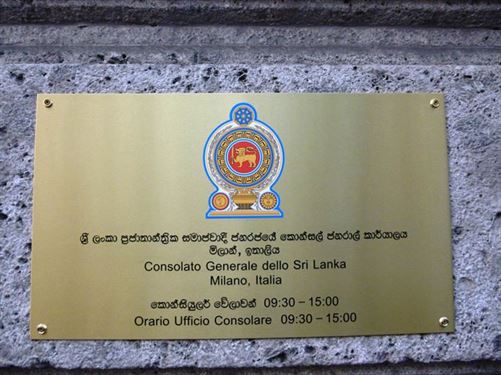 ශ්‍රී ලංකා ප්‍රජාතාන්ත්‍රික සමාජවාදී ජනරජයේ කොන්සල් ජනරාල් කාර්යාලය
මිලාන්, ඉතාලිය
Consolato Generale dello Sri Lanka
Milano, Italia
කොන්සියුලර් වේලාවන් 09:30 – 15:00
Orario Ufficio Consolare 09:30 – 15:00